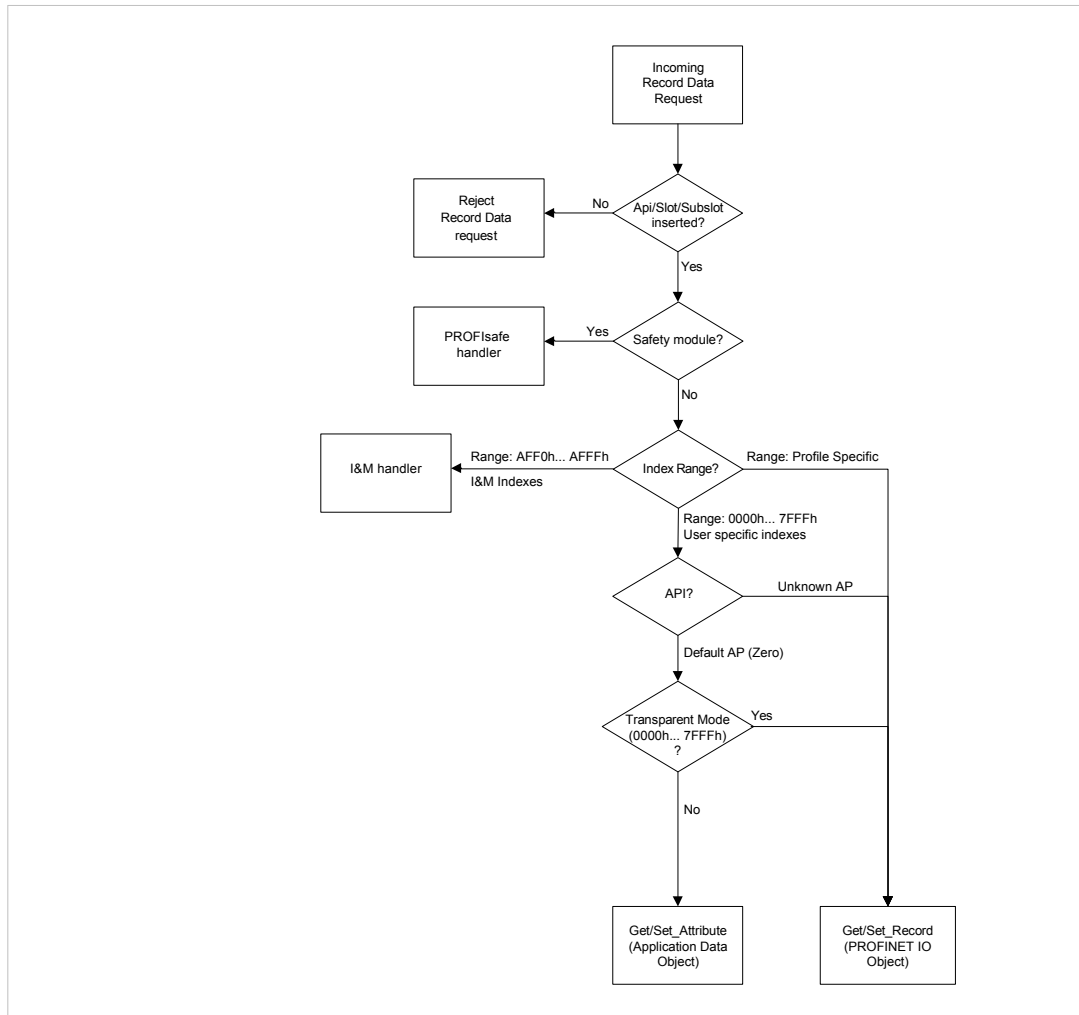 Incoming
Record Data
Request
Reject
Record Data
request
No
Api/Slot/Subslot
inserted?
Yes
PROFIsafe
handler
Yes
Safety module?
No
I&M handler
Range: AFF0h... AFFFh
I&M Indexes
Index Range?
Range: Profile Specific
Range: 0000h... 7FFFh
User specific indexes
API?
Unknown AP
Default AP (Zero)
Transparent Mode
(0000h... 7FFFh)
?
Yes
No
Get/Set_Attribute
(Application Data
Object)
Get/Set_Record
(PROFINET IO
Object)